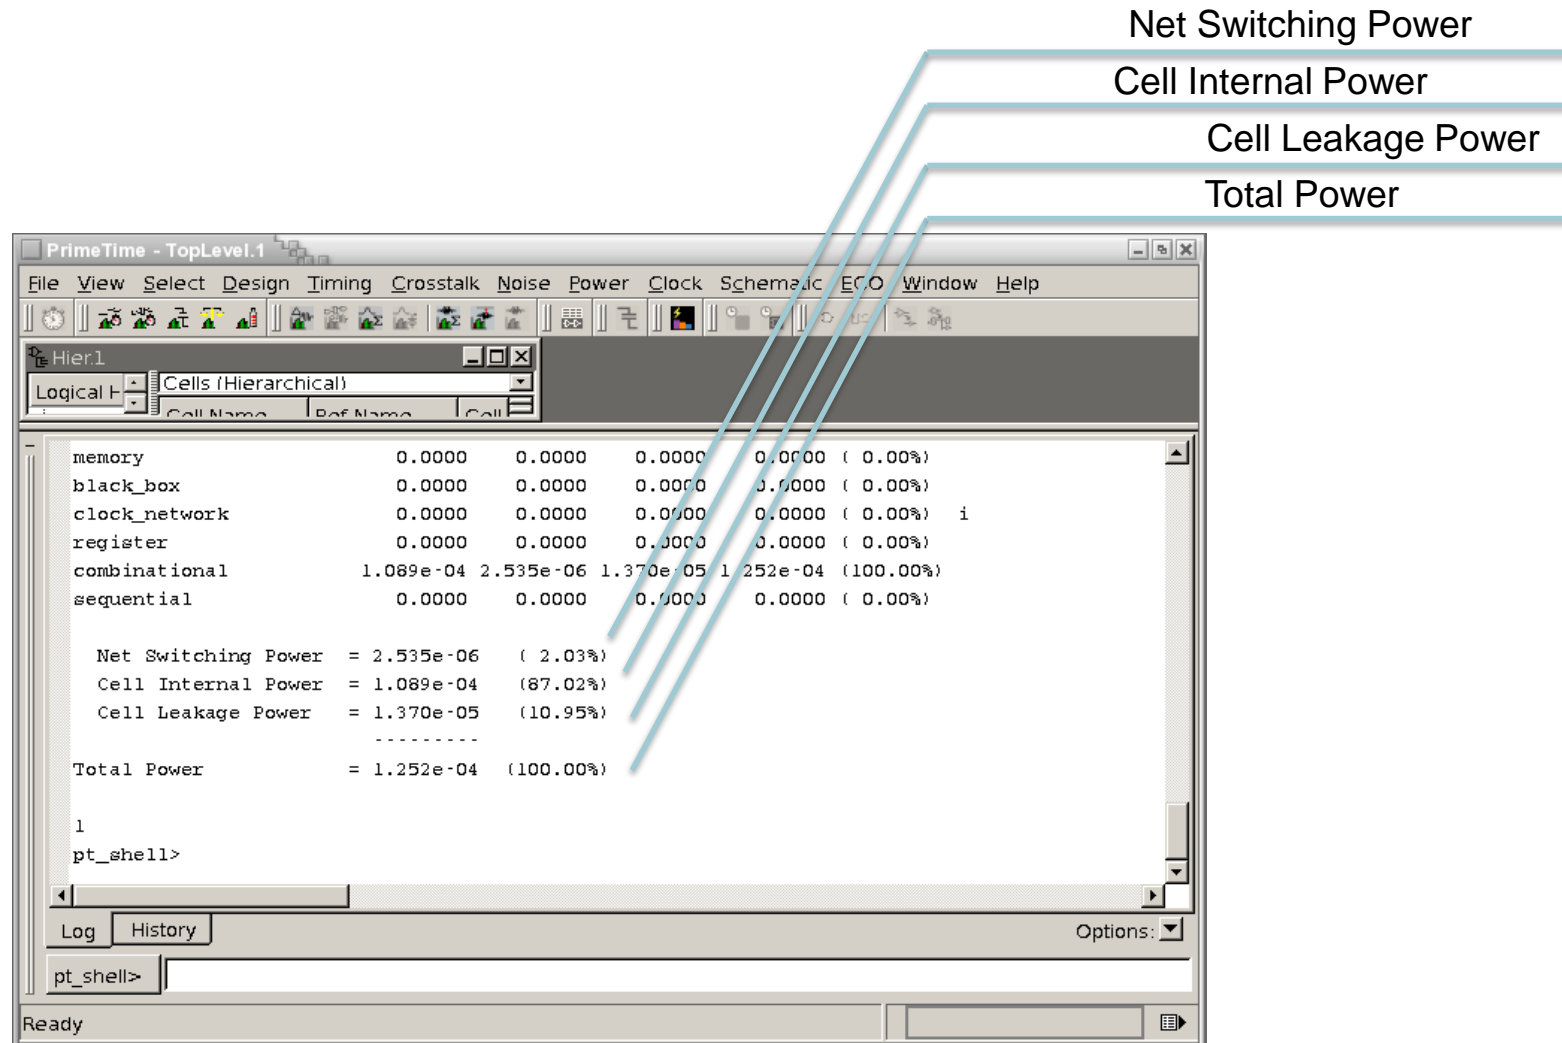 Net Switching Power
Cell Internal Power
Cell Leakage Power
Total Power
PrimeTime - TopLevel.1
File View Select Design Timing Crosstalk Noise Power Clock Schematic ECO Window Help
Hier.1
Logical H
Cells (Hierarchical)
Cell Name Ref Name Cell
memory 0.0000 0.0000 0.0000 0.0000 ( 0.00%)
black_box 0.0000 0.0000 0.0000 0.0000 ( 0.00%)
clock_network 0.0000 0.0000 0.0000 0.0000 ( 0.00%) i
register 0.0000 0.0000 0.0000 0.0000 ( 0.00%)
combinational 1.089e-04 2.535e-06 1.370e-05 1.252e-04 (100.00%)
sequential 0.0000 0.0000 0.0000 0.0000 ( 0.00%)
Net Switching Power = 2.535e-06 ( 2.03%)
Cell Internal Power = 1.089e-04 (87.02%)
Cell Leakage Power = 1.370e-05 (10.95%)
---------
Total Power = 1.252e-04 (100.00%)
1
pt_shell>
Log History Options:
pt_shell>
Ready